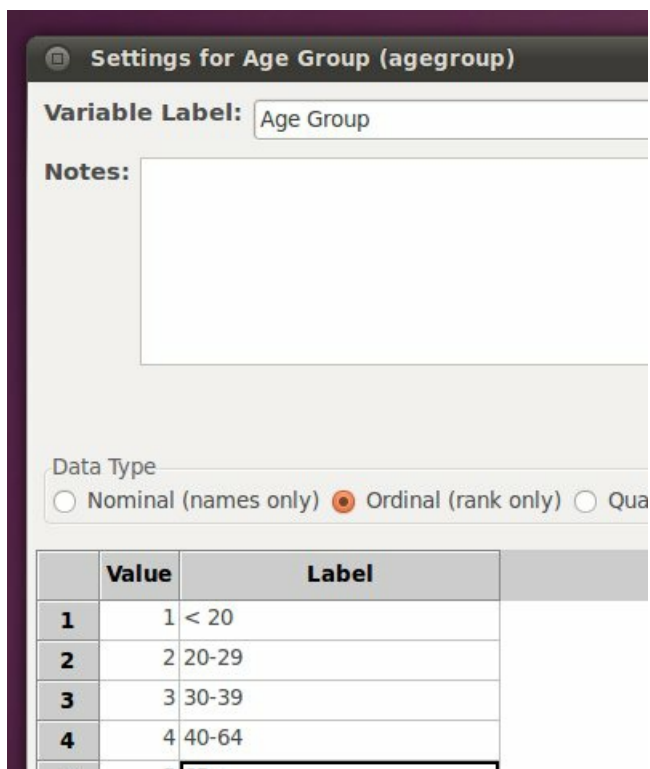 Settings for Age Group (agegroup)
Variable Label: Age Group
Notes:
Data Type
Nominal (names only) Ordinal (rank only) Qua
Value Label
1 1 < 20
2 2 20-29
3 3 30-39
4 4 40-64